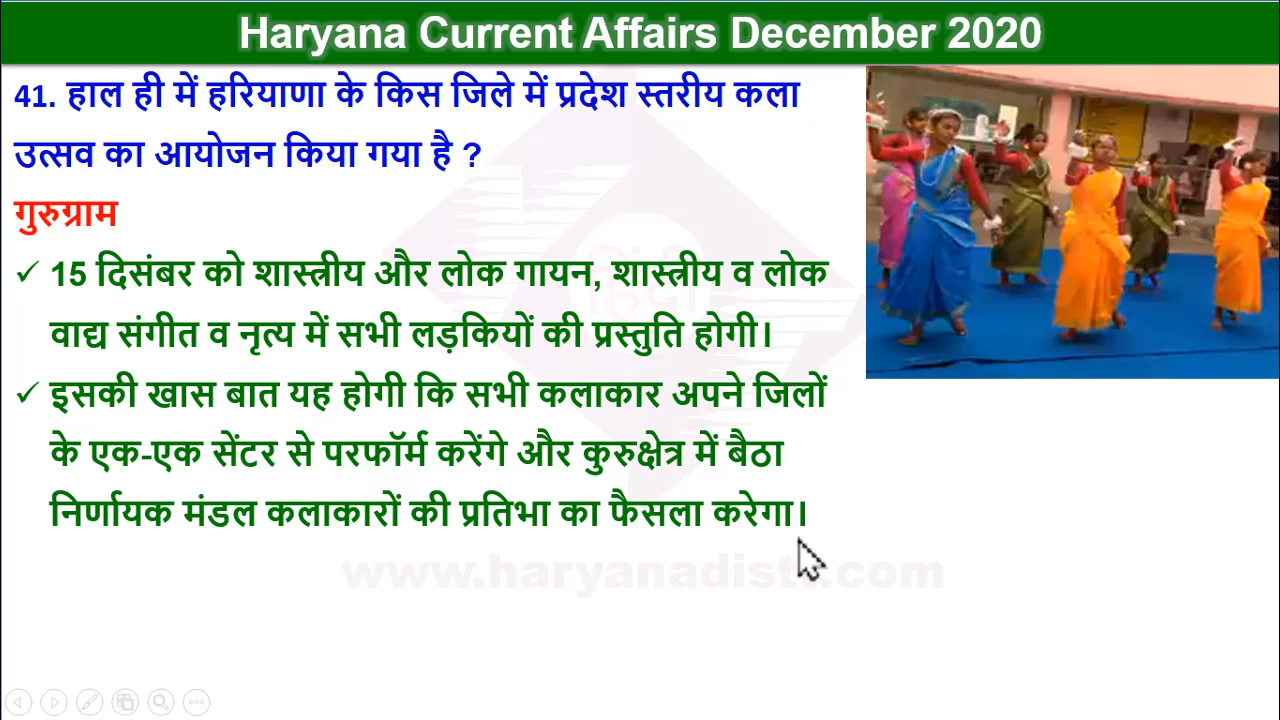 Haryana Current Affairs December 2020
41. हाल ही में हरियाणा के किस जिले में प्रदेश स्तरीय कला
उत्सव का आयोजन किया गया है ?
गुरुग्राम
✓ 15 दिसंबर को शास्त्रीय और लोक गायन, शास्त्रीय व लोक
वाद्य संगीत व नृत्य में सभी लड़कियों की प्रस्तुति होगी।
✓ इसकी खास बात यह होगी कि सभी कलाकार अपने जिलों
के एक-एक सेंटर से परफॉर्म करेंगे और कुरुक्षेत्र में बैठा
निर्णायक मंडल कलाकारों की प्रतिभा का फैसला करेगा।
हिंदी